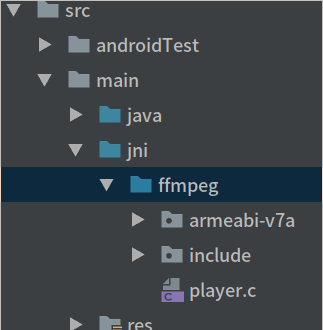 src
androidTest
main
java
jni
ffmpeg
armeabi-v7a
include
player.c
res